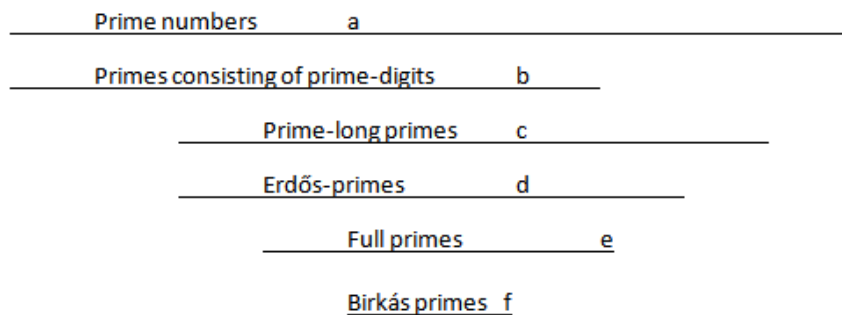 Prime numbers a
Primes consisting of prime-digits b
Prime-long primes c
Erdős-primes d
Full primes e
Birkás primes f